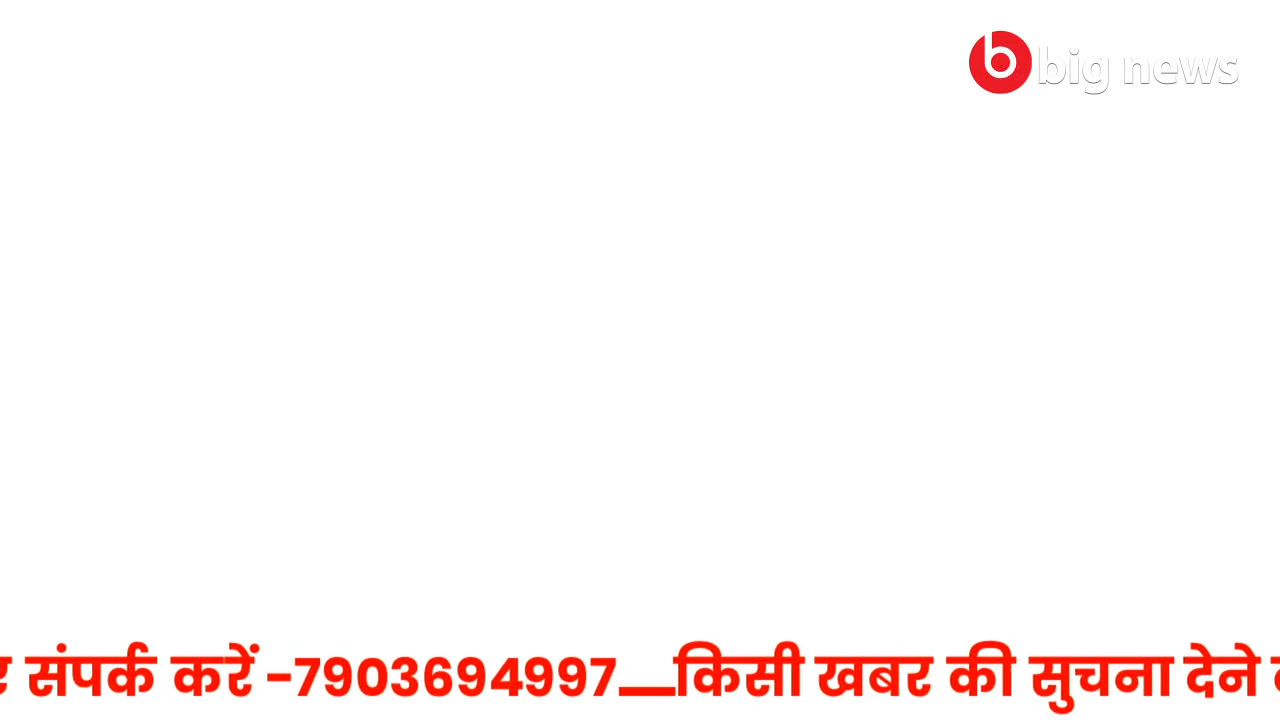 big news
संपर्क करें -7903694997__किसी खबर की सुचना देने